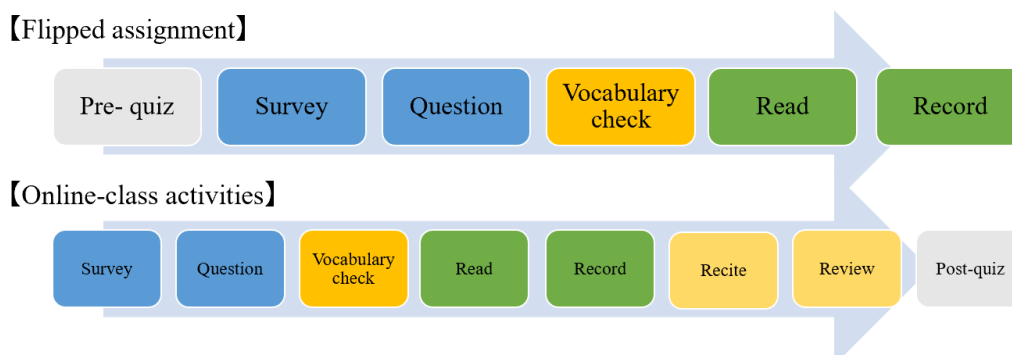 【Flipped assignment】
Pre- quiz
Survey
Question
Vocabulary
check
Read
Record
【Online-class activities】
Survey
Question
Vocabulary
check
Read
Record
Recite
Review
Post-quiz